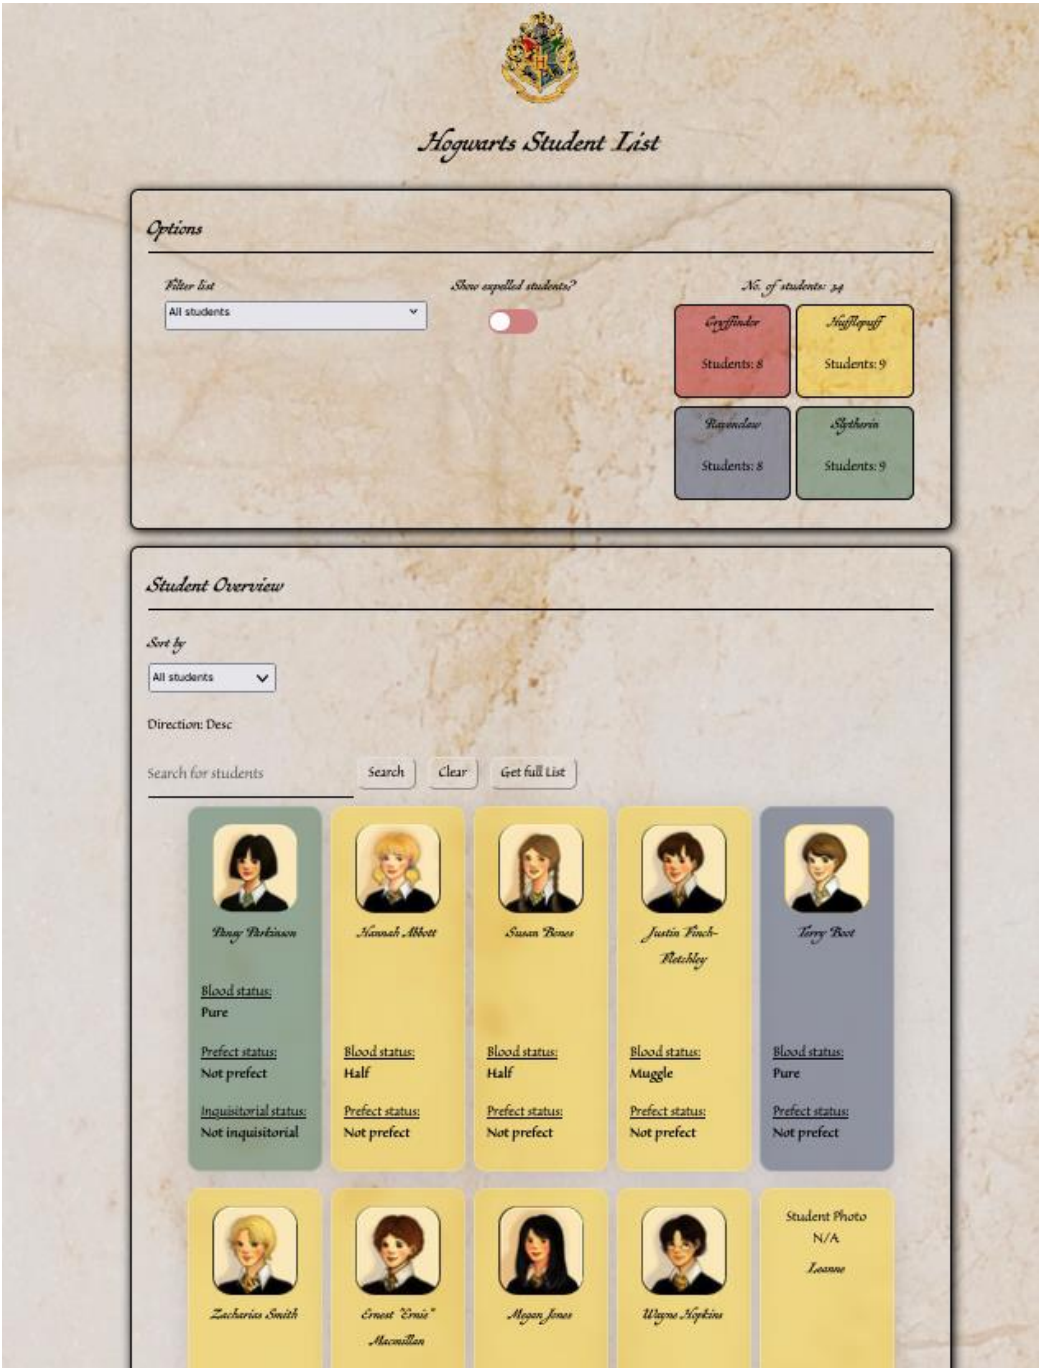 H
Hogwarts Student List
Options
Filter list
All students
Show expelled students?
No. of students: 34
Gryffindor
Students: 8
Hufflepuff
Students: 9
Ravenclaw
Students: 8
Slytherin
Students: 9
Student Overview
Sort by
All students
Direction: Desc
Search for students
Search
Clear
Get full List
Pansy Parkinson
Blood status:
Pure
Prefect status:
Not prefect
Inquisitorial status:
Not inquisitorial
Hannah Abbott
Blood status:
Half
Prefect status:
Not prefect
Susan Bones
Blood status:
Half
Prefect status:
Not prefect
Justin Finch-
Fletchley
Blood status:
Muggle
Prefect status:
Not prefect
Terry Boot
Blood status:
Pure
Prefect status:
Not prefect
Zacharias Smith
Ernest "Ernie"
Macmillan
Megan Jones
Wayne Hopkins
Student Photo
N/A
Leanne